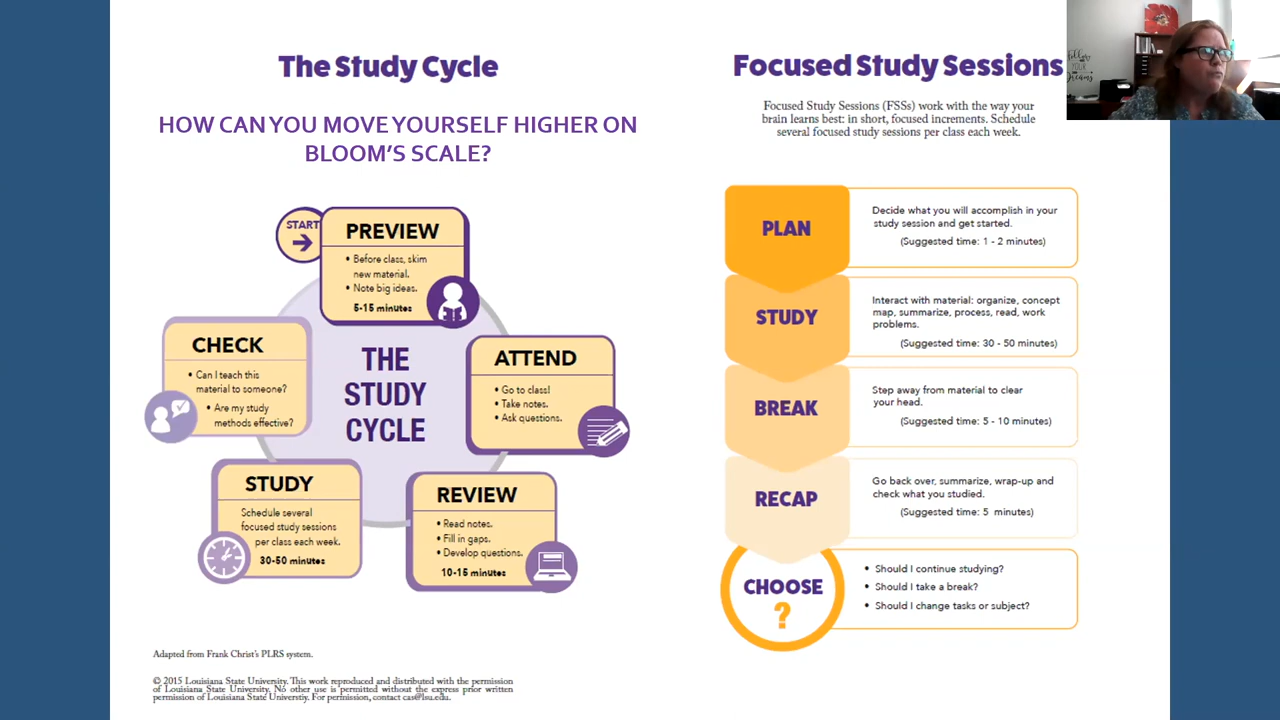 The Study Cycle
HOW CAN YOU MOVE YOURSELF HIGHER ON
BLOOM'S SCALE?
START
PREVIEW
• Before class, skim
new material.
• Note big ideas.
5-15 minutes
ATTEND
• Go to class!
• Take notes.
• Ask questions.
REVIEW
• Read notes.
• Fill in gaps.
• Develop questions.
10-15 minutes
STUDY
Schedule several
focused study sessions
per class each week.
30-50 minutes
CHECK
• Can I teach this
material to someone?
• Are my study
methods effective?
THE
STUDY
CYCLE
Adapted from Frank Christ's PLRS system.
© 2015 Louisiana State University. This work reproduced and distributed with the permission
of Louisiana State University. No other use is permitted without the express prior written
permission of Louisiana State Universtiy. For permission, contact cas@lsu.edu.
Focused Study Sessions
Focused Study Sessions (FSSs) work with the way your
brain learns best: in short, focused increments. Schedule
several focused study sessions per class each week.
PLAN
Decide what you will accomplish in your
study session and get started.
(Suggested time: 1 - 2 minutes)
STUDY
Interact with material: organize, concept
map, summarize, process, read, work
problems.
(Suggested time: 30 - 50 minutes)
BREAK
Step away from material to clear
your head.
(Suggested time: 5 - 10 minutes)
RECAP
Go back over, summarize, wrap-up and
check what you studied.
(Suggested time: 5 minutes)
CHOOSE
?
• Should I continue studying?
• Should I take a break?
• Should I change tasks or subject?
YOUR
Dreams